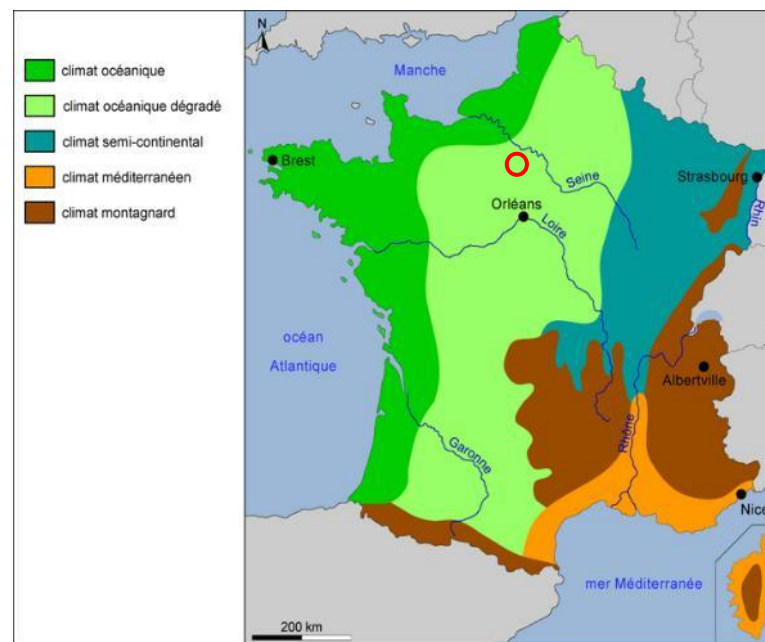 climat océanique
climat océanique dégradé
climat semi-continental
climat méditerranéen
climat montagnard
N
Manche
Brest
Seine
Strasbourg
Rhin
Orléans
Loire
océan
Atlantique
Albertville
Garonne
Rhône
Nice
mer Méditerranée
200 km